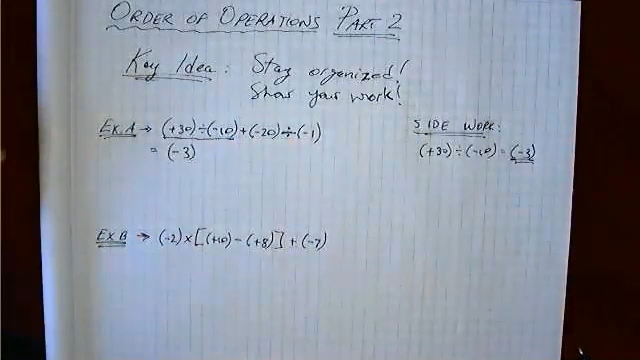 ORDER OF OPERATIONS PART 2
Key Idea: Stay organized!
Show your work!
Ex A → (+30)÷(-10)+(-20)÷(-1)
= (-3)
SIDE WORK:
(+30)÷(-10)=(-3)
Ex B → (-2)×[(+10)-(+8)]+(-7)